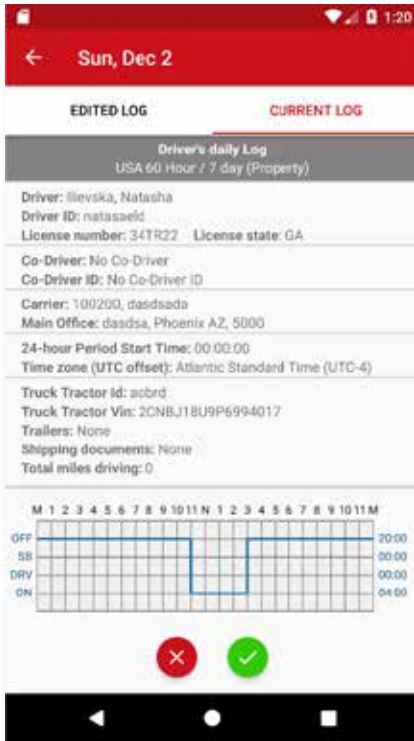 1:20
Sun, Dec 2
EDITED LOG CURRENT LOG
Driver's daily Log
USA 60 Hour / 7 day (Property)
Driver: Ilievska, Natasha
Driver ID: natasaeld
License number: 34TR22 License state: GA
Co-Driver: No Co-Driver
Co-Driver ID: No Co-Driver ID
Carrier: 100200, dasdsada
Main Office: dasdsa, Phoenix AZ, 5000
24-hour Period Start Time: 00:00:00
Time zone (UTC offset): Atlantic Standard Time (UTC-4)
Truck Tractor Id: acbrd
Truck Tractor Vin: 2CNBJ18U9P6994017
Trailers: None
Shipping documents: None
Total miles driving: 0
M 1 2 3 4 5 6 7 8 9 10 11 N 1 2 3 4 5 6 7 8 9 10 11 M
OFF 20:00
SB 00:00
DRV 00:00
ON 04:00